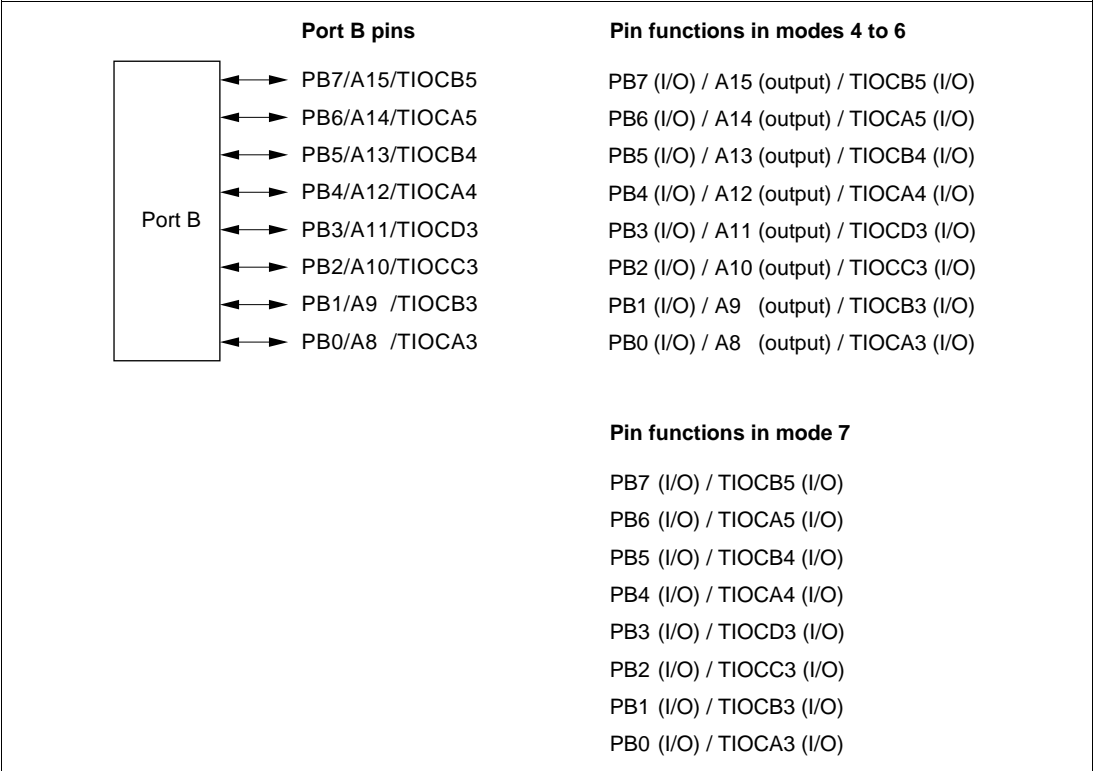 Port B pins
Pin functions in modes 4 to 6
Port B
PB7/A15/TIOCB5
PB7 (I/O) / A15 (output) / TIOCB5 (I/O)
PB6/A14/TIOCA5
PB6 (I/O) / A14 (output) / TIOCA5 (I/O)
PB5/A13/TIOCB4
PB5 (I/O) / A13 (output) / TIOCB4 (I/O)
PB4/A12/TIOCA4
PB4 (I/O) / A12 (output) / TIOCA4 (I/O)
PB3/A11/TIOCD3
PB3 (I/O) / A11 (output) / TIOCD3 (I/O)
PB2/A10/TIOCC3
PB2 (I/O) / A10 (output) / TIOCC3 (I/O)
PB1/A9 /TIOCB3
PB1 (I/O) / A9 (output) / TIOCB3 (I/O)
PB0/A8 /TIOCA3
PB0 (I/O) / A8 (output) / TIOCA3 (I/O)
Pin functions in mode 7
PB7 (I/O) / TIOCB5 (I/O)
PB6 (I/O) / TIOCA5 (I/O)
PB5 (I/O) / TIOCB4 (I/O)
PB4 (I/O) / TIOCA4 (I/O)
PB3 (I/O) / TIOCD3 (I/O)
PB2 (I/O) / TIOCC3 (I/O)
PB1 (I/O) / TIOCB3 (I/O)
PB0 (I/O) / TIOCA3 (I/O)